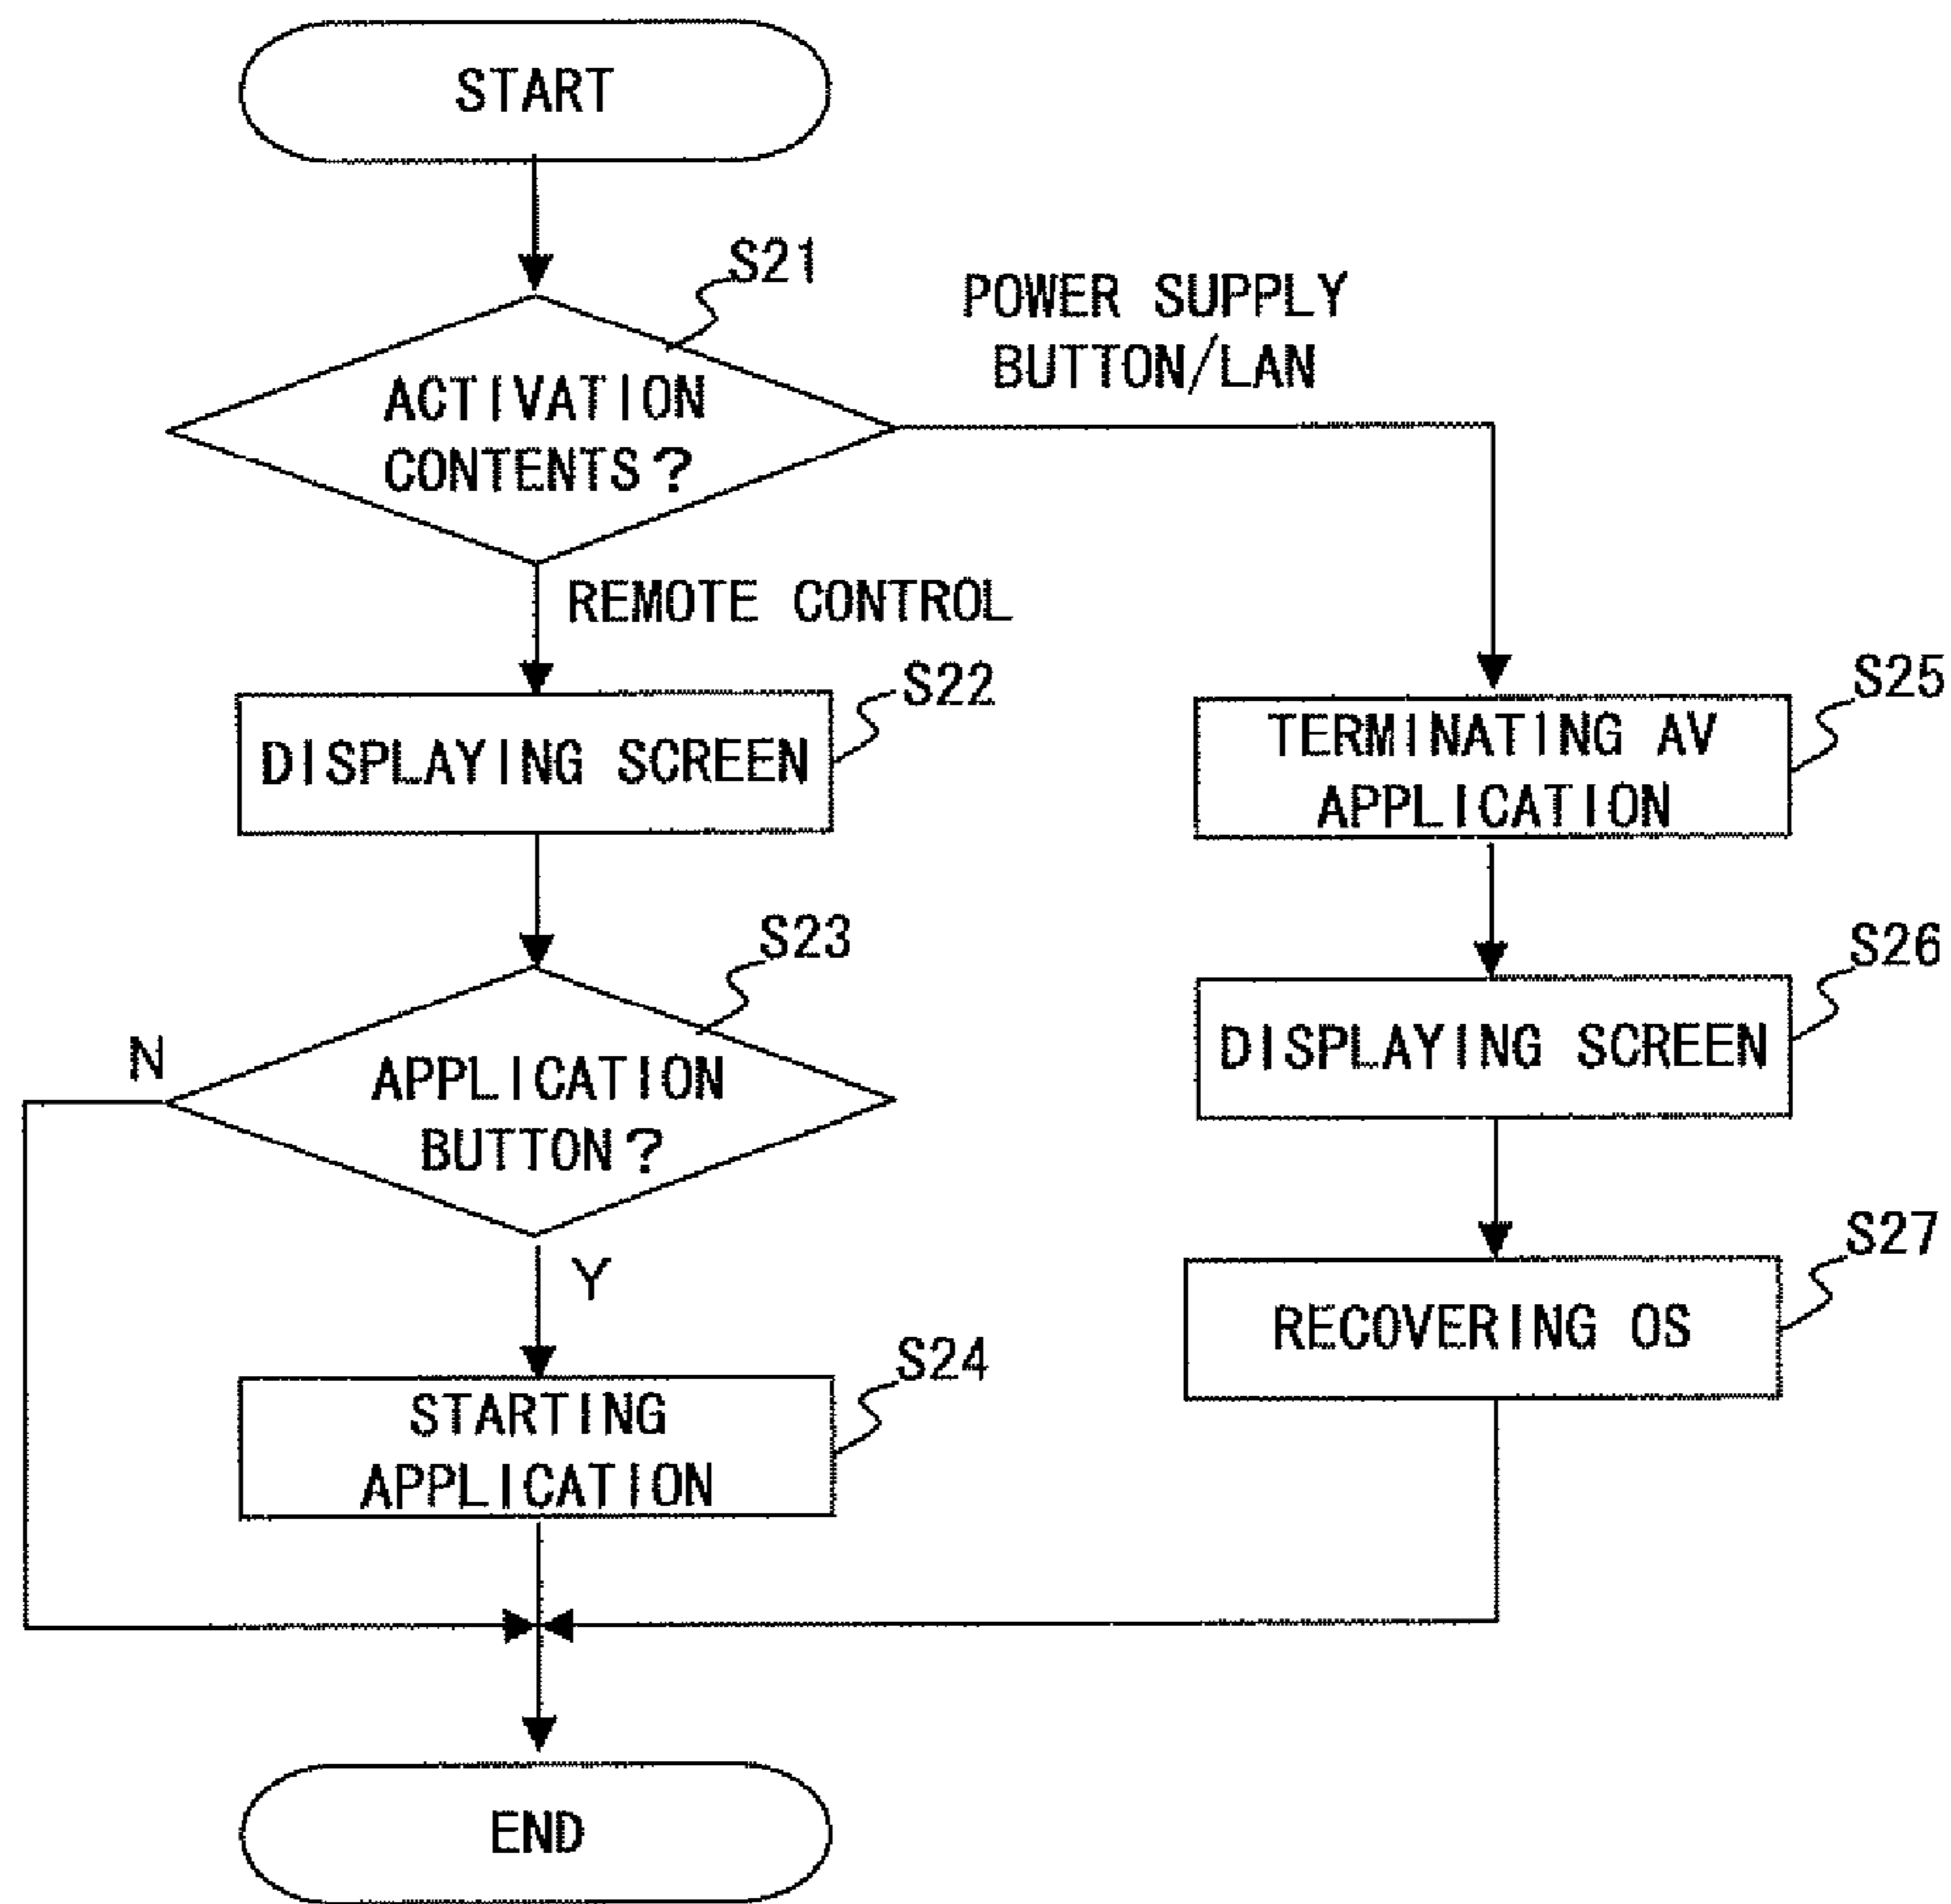 START
S21
POWER SUPPLY
BUTTON/LAN
ACTIVATION
CONTENTS?
REMOTE CONTROL
S22
DISPLAYING SCREEN
S25
TERMINATING AV
APPLICATION
S23
N
APPLICATION
BUTTON?
Y
S26
DISPLAYING SCREEN
S27
RECOVERING OS
S24
STARTING
APPLICATION
END